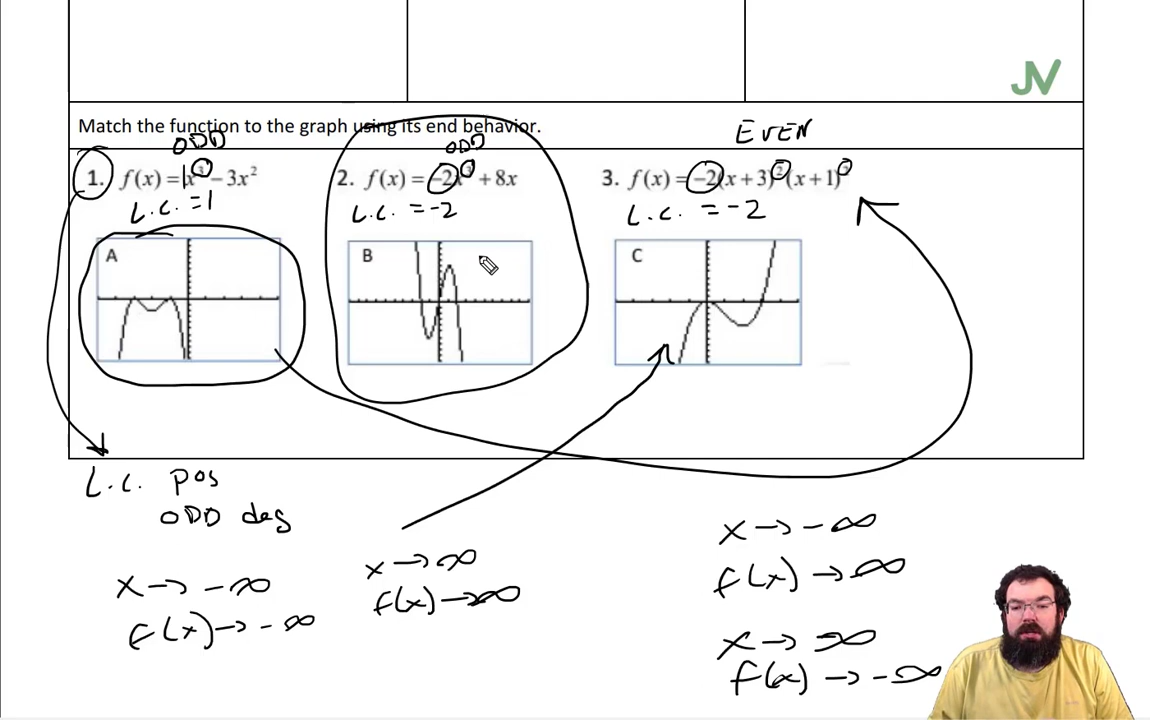 JV
Match the function to the graph using its end behavior.
ODD
ODD
EVEN
1. f(x) = 1x³ - 3x²
2. f(x) = -2x³ + 8x
3. f(x) = -2(x + 3)²(x + 1)²
L.C. = 1
L.C. = -2
L.C. = -2
A
B
C
L.C. pos
ODD deg
x → -∞
f(x) → -∞
x → ∞
f(x) → ∞
x → -∞
f(x) → ∞
x → ∞
f(x) → -∞